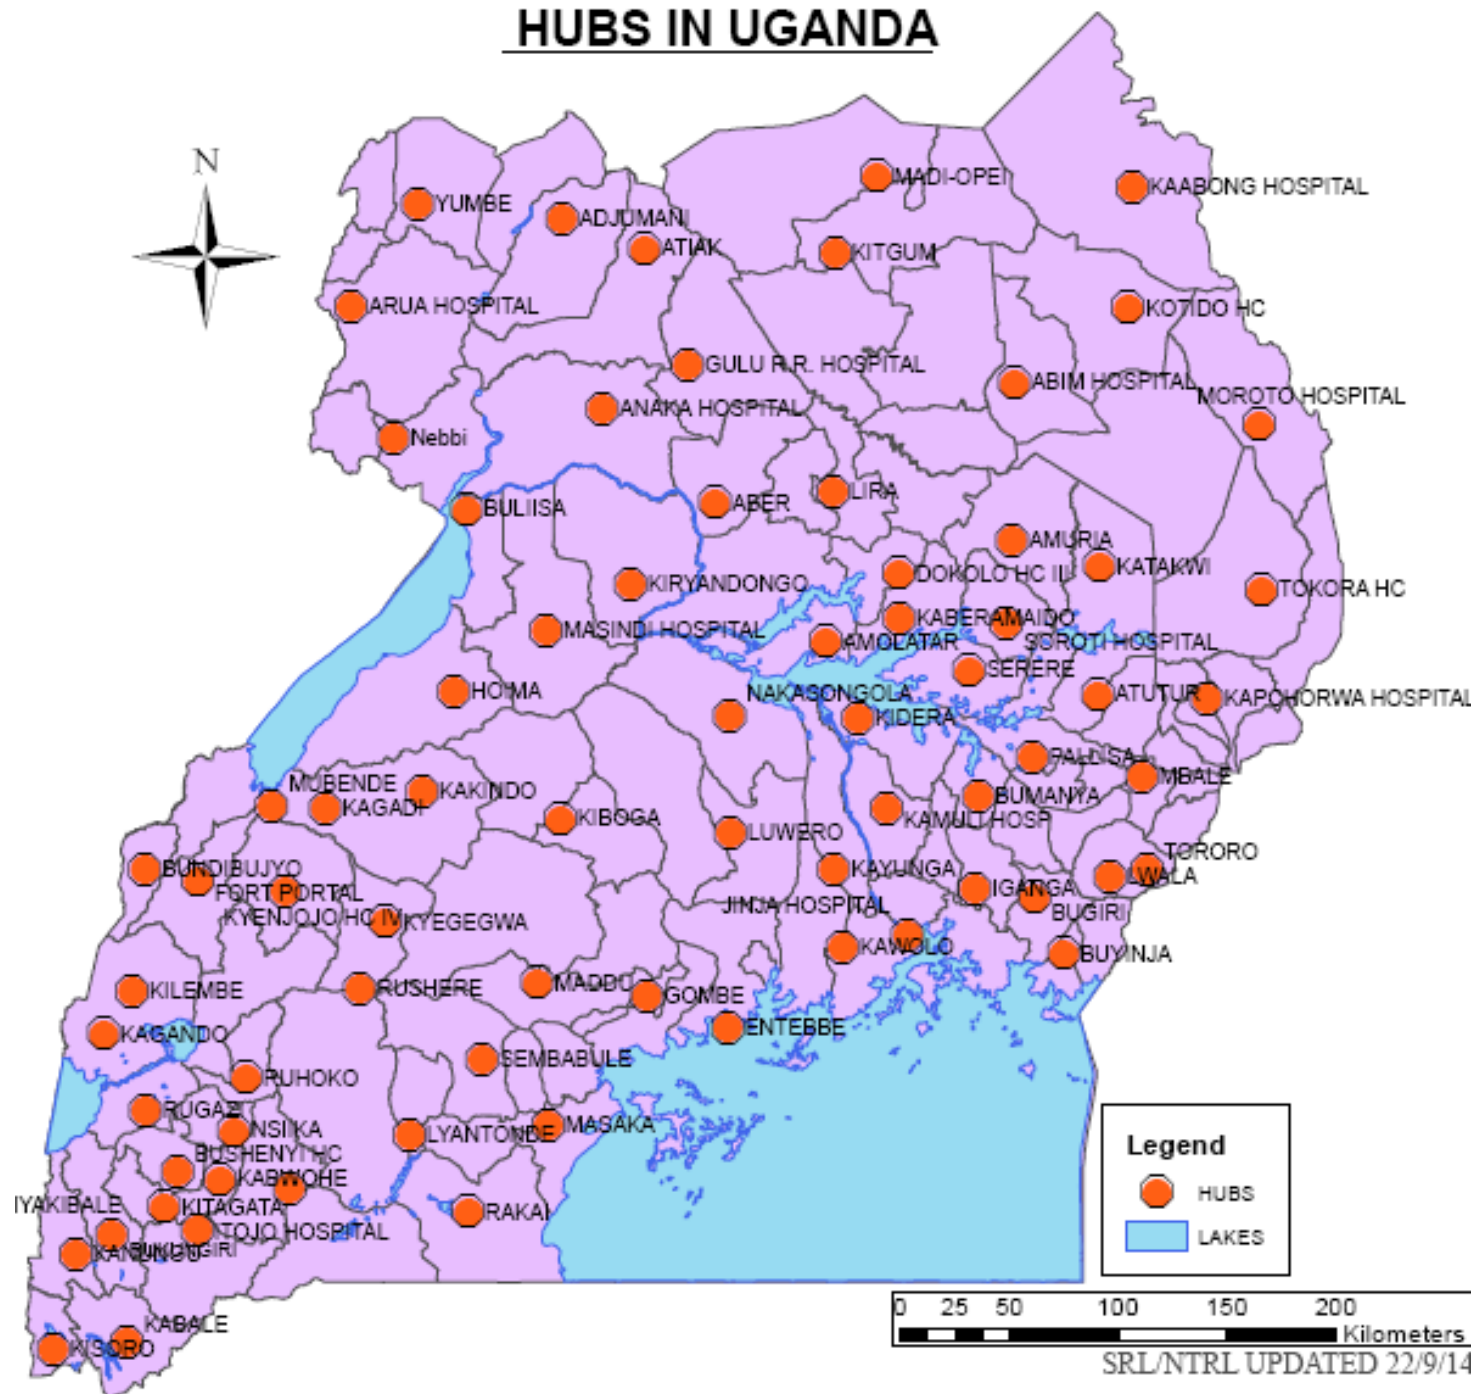 HUBS IN UGANDA
N
MADI-OPEI
KAABONG HOSPITAL
YUMBE
ADJUMANI
ATIAK
KITGUM
ARUA HOSPITAL
KOTIDO HC
GULU R.R. HOSPITAL
ABIM HOSPITAL
MOROTO HOSPITAL
ANAKA HOSPITAL
Nebbi
LIRA
ABER
BULIISA
AMURIA
KATAKWI
DOKOLO HC III
KIRYANDONGO
TOKORA HC
KABERAMAIDO
MASINDI HOSPITAL
AMOLATAR
SOROTI HOSPITAL
SERERE
HOIMA
NAKASONGOLA
ATUTUR
KAPCHORWA HOSPITAL
KIDERA
PALLISA
MBALE
MUBENDE
KAKINDO
KAGADI
BUMANYA
KIBOGA
KAMULI HOSP
LUWERO
TORORO
BUNDIBUJYO
KAYUNGA
LWALA
FORT PORTAL
IGANGA
JINJA HOSPITAL
BUGIRI
KYENJOJO HC IV
KYEGEGWA
KAWOLO
BUYINJA
MADDU
KILEMBE
RUSHERE
GOMBE
KAGANDO
ENTEBBE
SEMBABULE
RUHOKO
RUGAZI
NSIIKA
LYANTONDE
MASAKA
BUSHENYI HC
KABWOHE
IYAKIBALE
KITAGATA
RAKAI
ITOJO HOSPITAL
RUKUNGIRI
KANUNGU
KABALE
KISORO
Legend
HUBS
LAKES
0 25 50 100 150 200
Kilometers
SRL/NTRL UPDATED 22/9/14